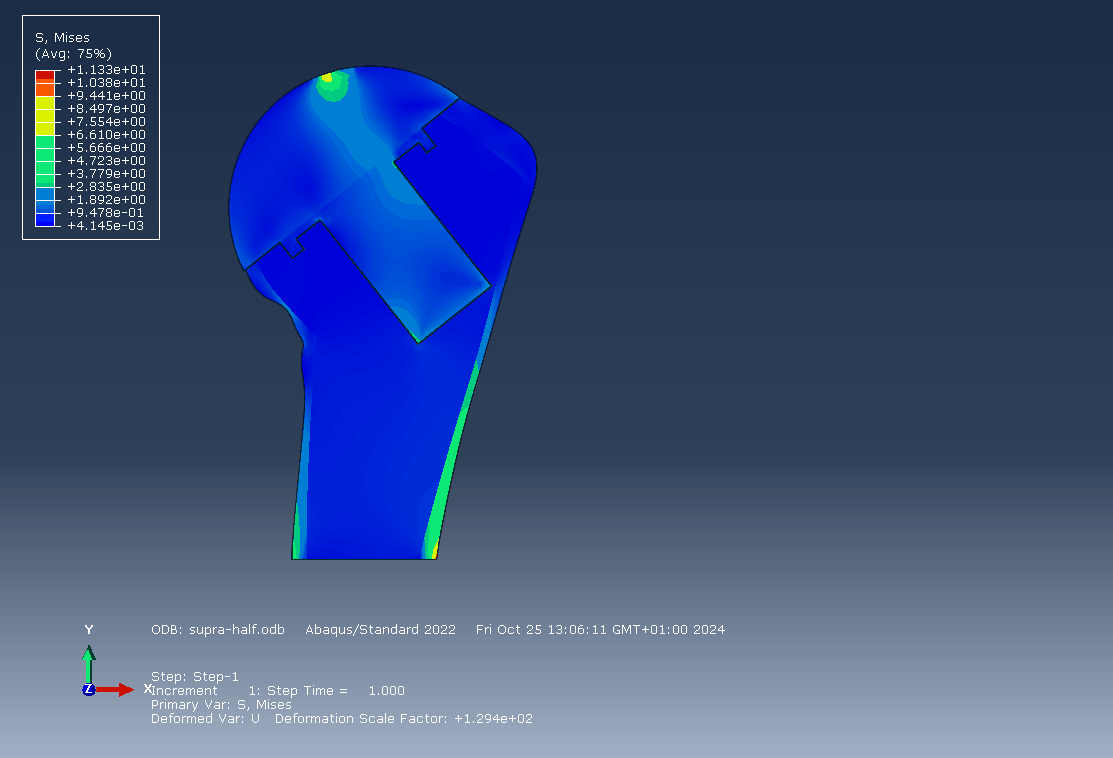 S, Mises
(Avg: 75%)
+1.133e+01
+1.038e+01
+9.441e+00
+8.497e+00
+7.554e+00
+6.610e+00
+5.666e+00
+4.723e+00
+3.779e+00
+2.835e+00
+1.892e+00
+9.478e-01
+4.145e-03
Y
ODB: supra-half.odb Abaqus/Standard 2022 Fri Oct 25 13:06:11 GMT+01:00 2024
Step: Step-1
Z X
Increment 1: Step Time = 1.000
Primary Var: S, Mises
Deformed Var: U Deformation Scale Factor: +1.294e+02